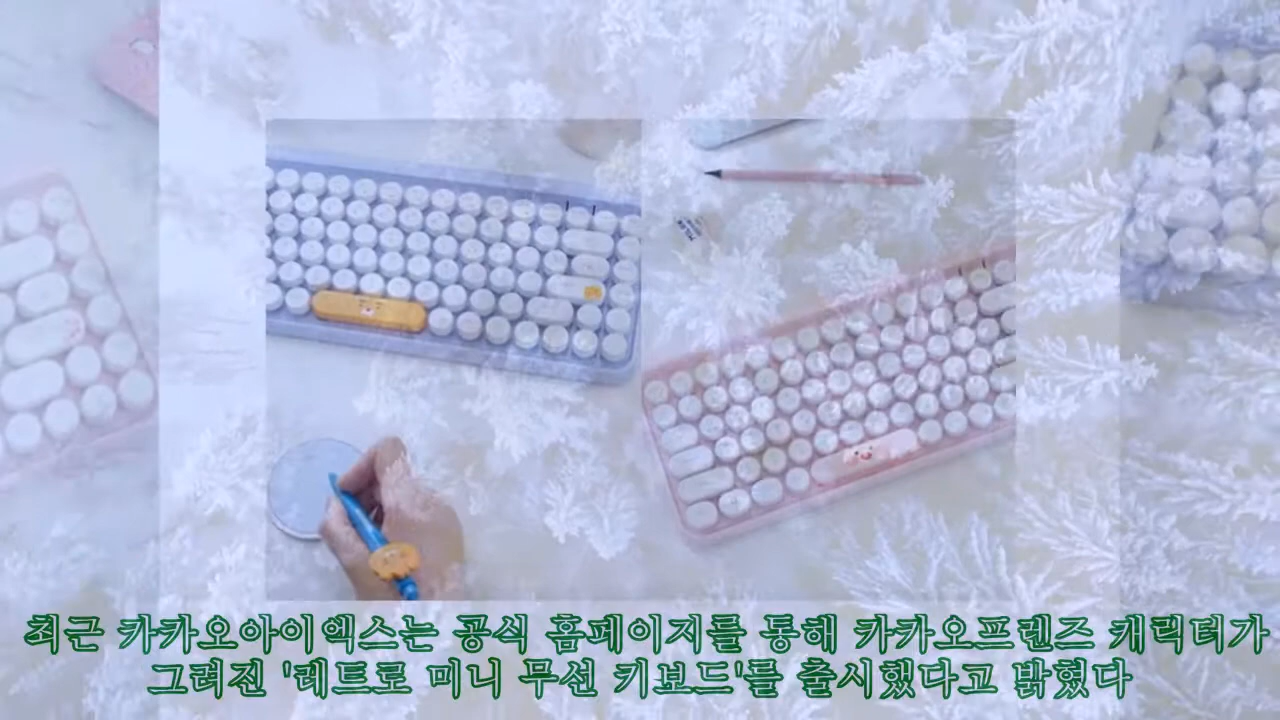 최근 카카오아이엑스는 공식 홈페이지를 통해 카카오프렌즈 캐릭터가
그려진 '레트로 미니 무선 키보드'를 출시했다고 밝혔다